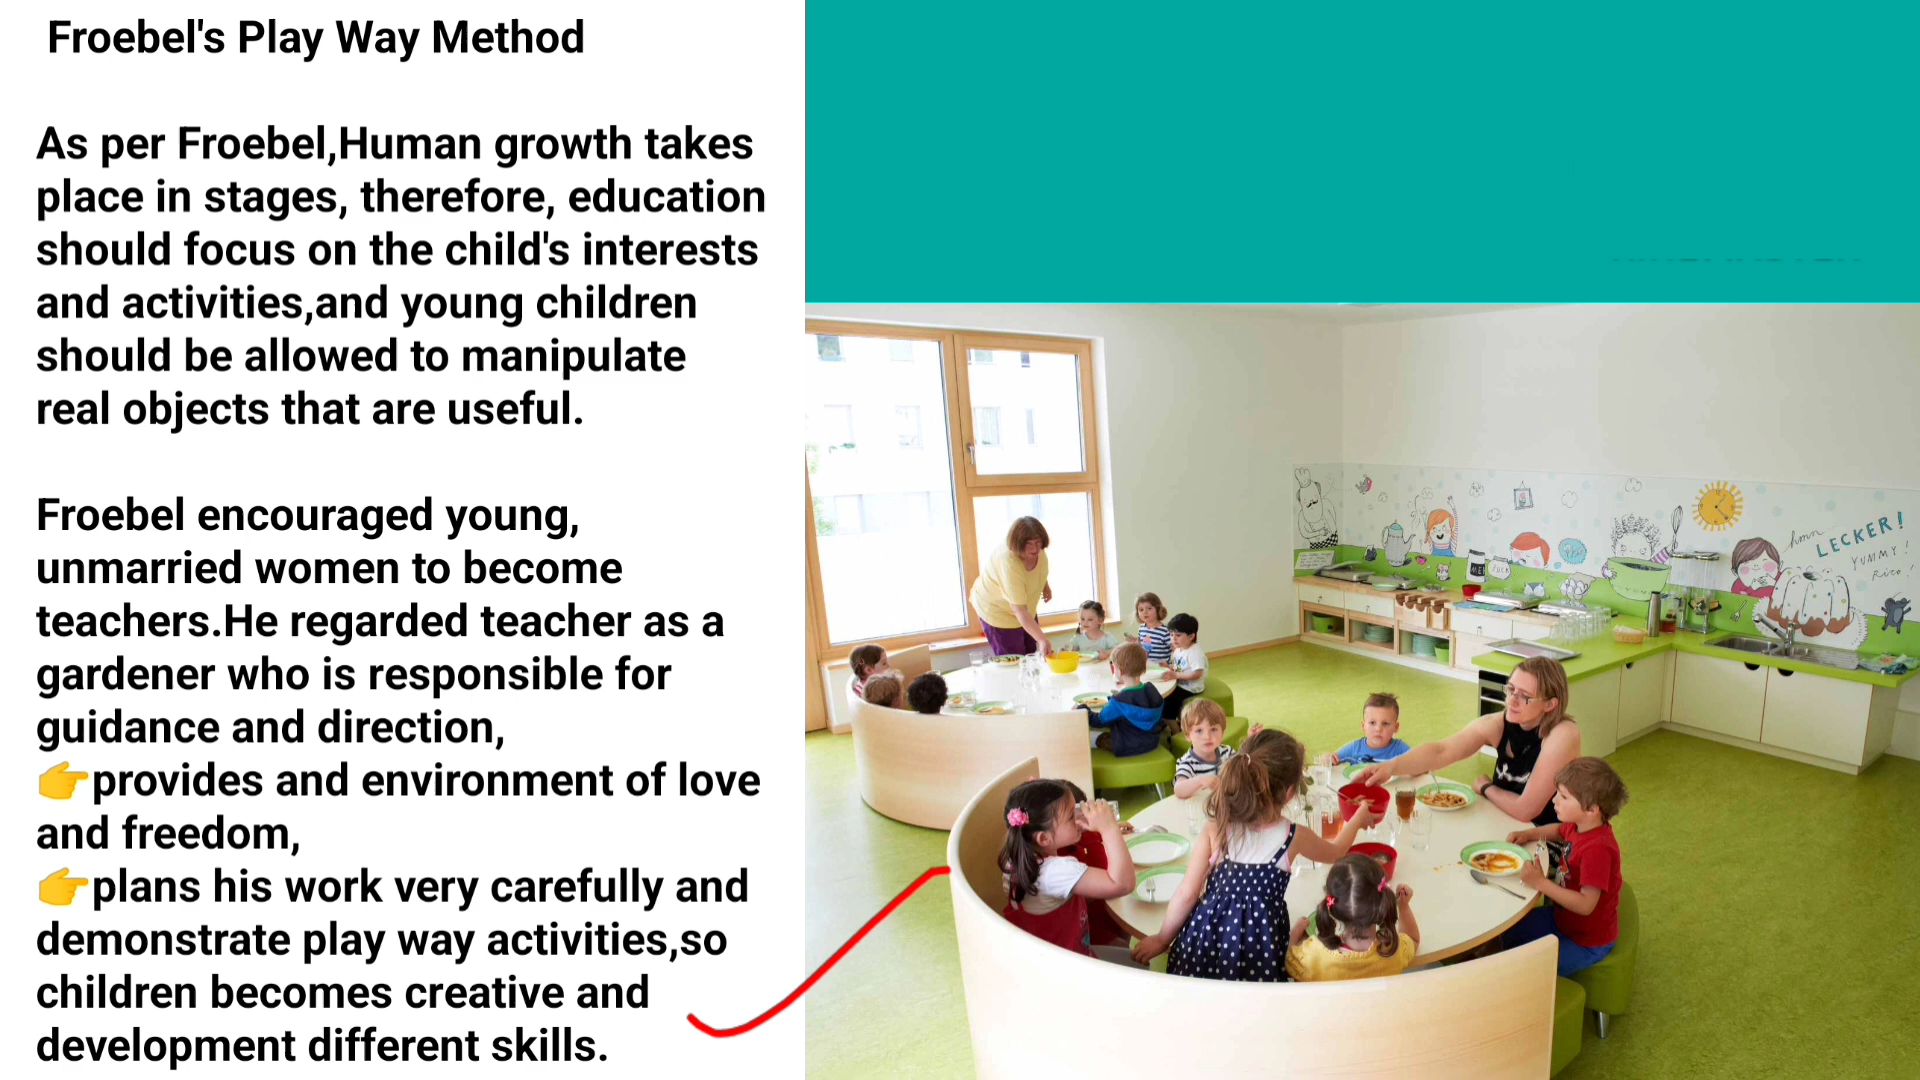 Froebel's Play Way Method
As per Froebel,Human growth takes
place in stages, therefore, education
should focus on the child's interests
and activities,and young children
should be allowed to manipulate
real objects that are useful.
Froebel encouraged young,
unmarried women to become
teachers.He regarded teacher as a
gardener who is responsible for
guidance and direction,
👉provides and environment of love
and freedom,
👉plans his work very carefully and
demonstrate play way activities,so
children becomes creative and
development different skills.
hmn
LECKER!
YUMMY!
Rico!!